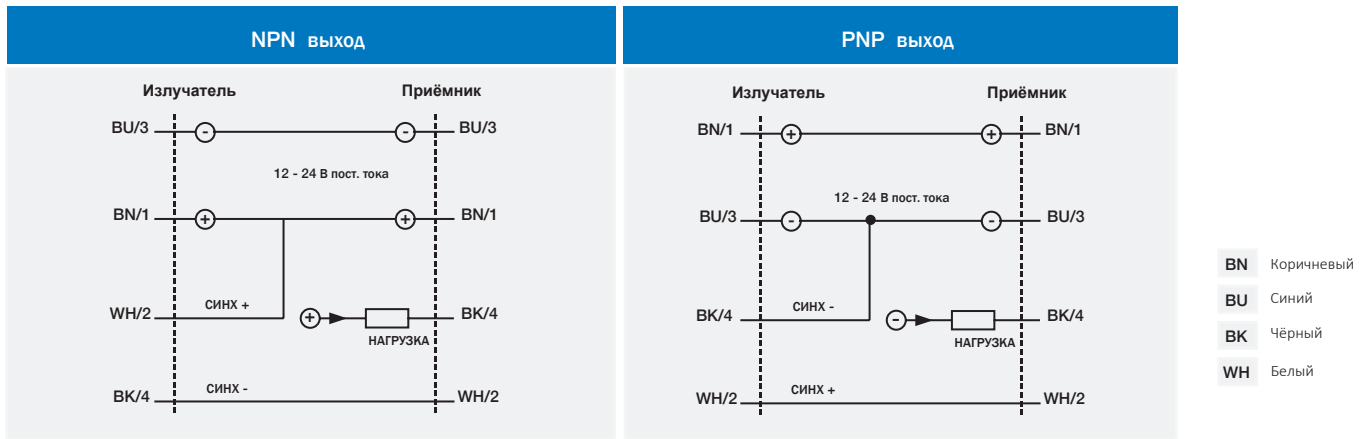 NPN выход
Излучатель
Приёмник
BU/3
-
-
BU/3
12 - 24 В пост. тока
BN/1
+
+
BN/1
WH/2
СИНХ +
+
BK/4
НАГРУЗКА
BK/4
СИНХ -
WH/2
PNP выход
Излучатель
Приёмник
BN/1
+
+
BN/1
12 - 24 В пост. тока
BU/3
-
-
BU/3
BK/4
СИНХ -
-
BK/4
НАГРУЗКА
WH/2
СИНХ +
WH/2
BN Коричневый
BU Синий
BK Чёрный
WH Белый